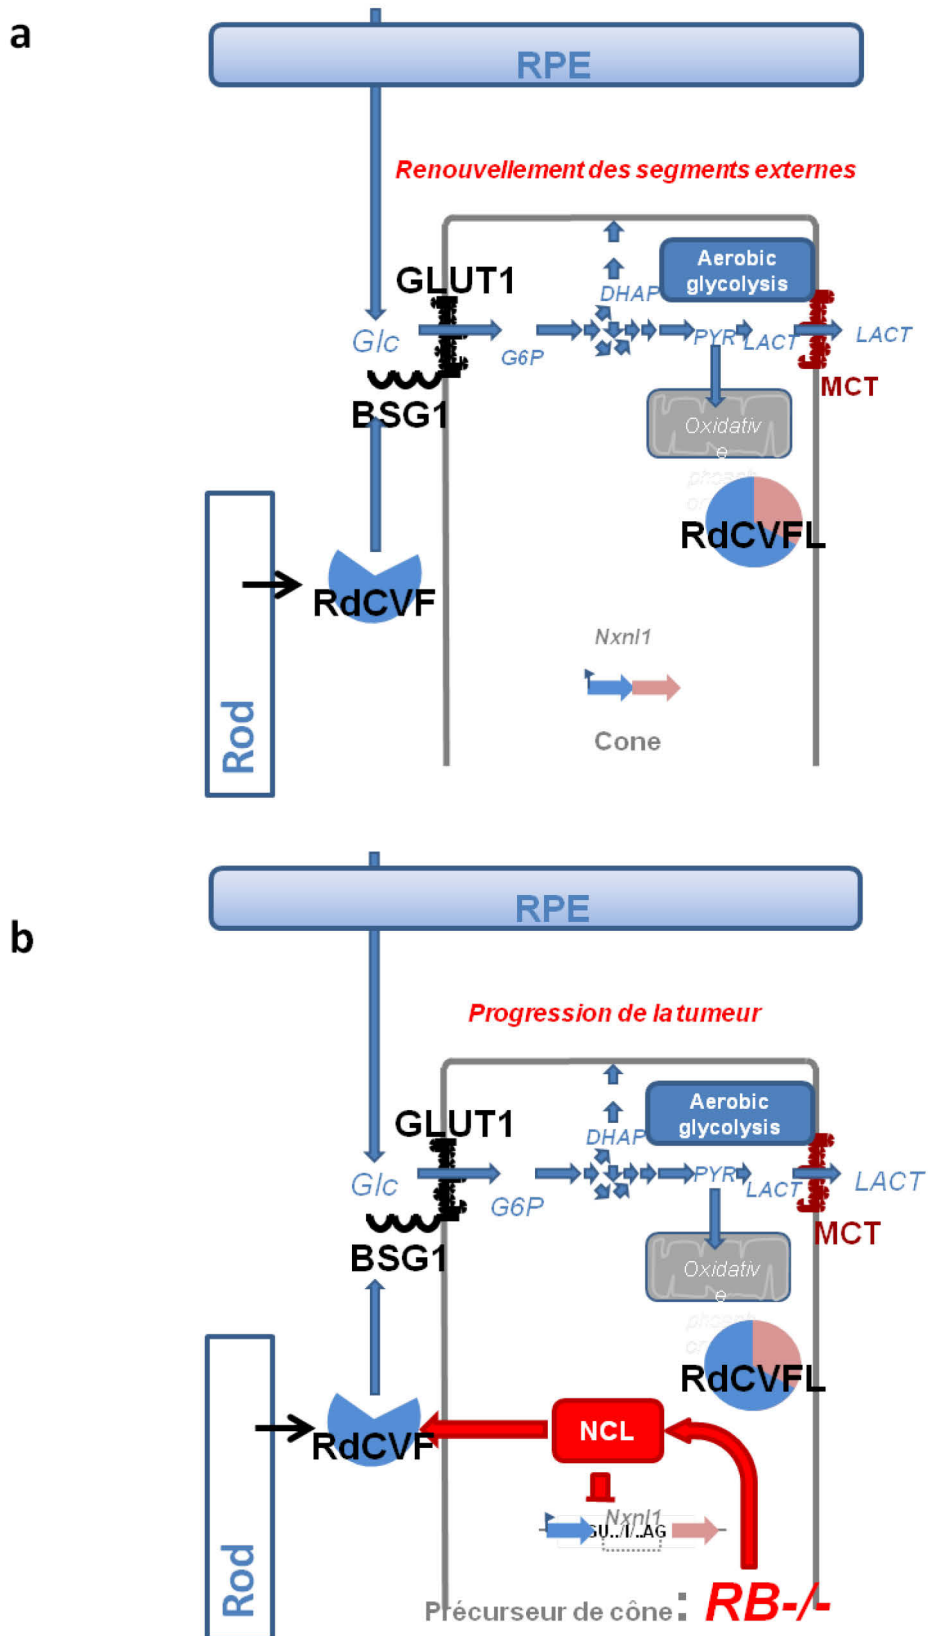 a
RPE
Renouvellement des segments externes
Aerobic
glycolysis
GLUT1
DHAP
Glc
G6P
PYR
LACT
LACT
MCT
BSG1
Oxidativ
e
RdCVFL
RdCVF
Nxnl1
Rod
Cone
b
RPE
Progression de la tumeur
Aerobic
glycolysis
GLUT1
DHAP
Glc
G6P
PYR
LACT
LACT
MCT
BSG1
Oxidativ
e
RdCVFL
NCL
RdCVF
Nxnl1
GU../I/..AG
Rod
Précurseur de cône : RB-/-